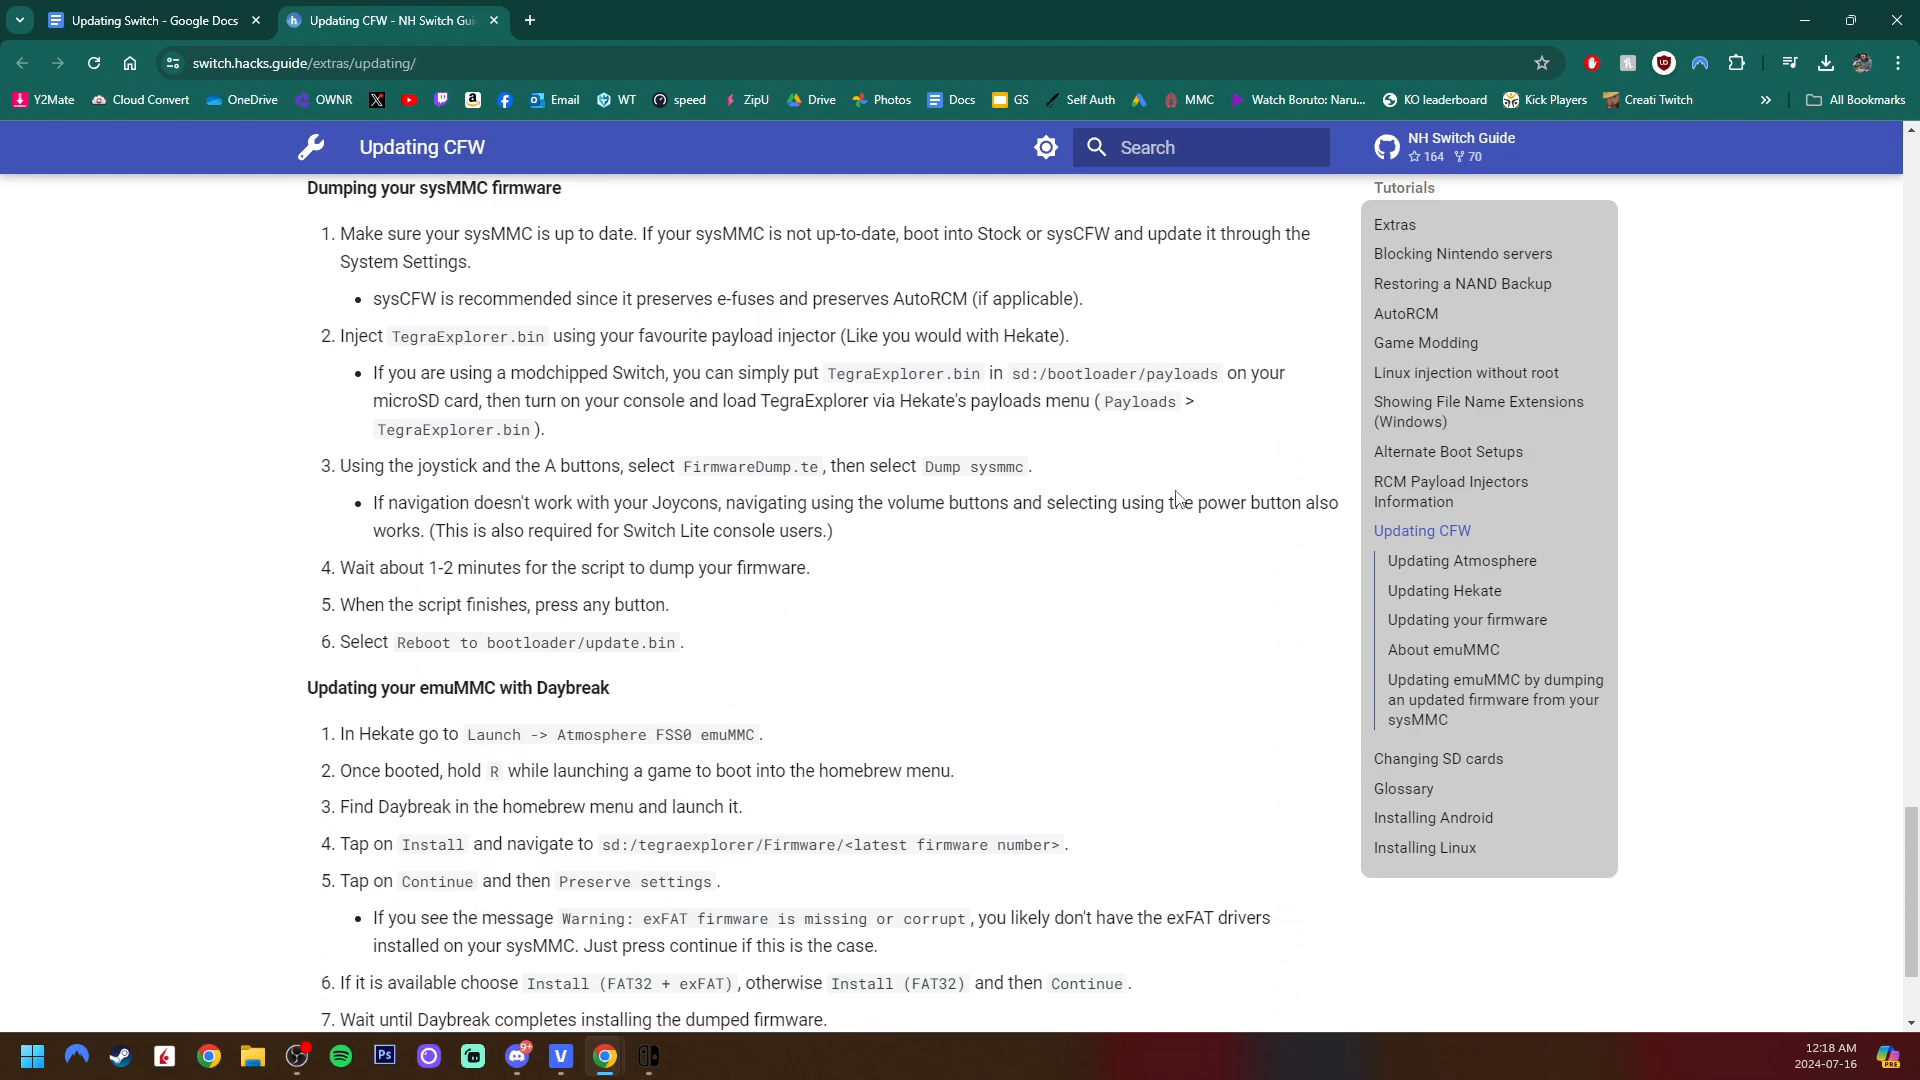 Updating Switch - Google Docs
Updating CFW - NH Switch Gui
switch.hacks.guide/extras/updating/
Y2Mate
Cloud Convert
OneDrive
OWNR
Email
WT
speed
ZipU
Drive
Photos
Docs
GS
Self Auth
MMC
Watch Boruto: Naru...
KO leaderboard
Kick Players
Creati Twitch
All Bookmarks
Updating CFW
Search
NH Switch Guide
164 70
Dumping your sysMMC firmware
1. Make sure your sysMMC is up to date. If your sysMMC is not up-to-date, boot into Stock or sysCFW and update it through the
System Settings.
• sysCFW is recommended since it preserves e-fuses and preserves AutoRCM (if applicable).
2. Inject TegraExplorer.bin using your favourite payload injector (Like you would with Hekate).
• If you are using a modchipped Switch, you can simply put TegraExplorer.bin in sd:/bootloader/payloads on your
microSD card, then turn on your console and load TegraExplorer via Hekate's payloads menu ( Payloads >
TegraExplorer.bin ).
3. Using the joystick and the A buttons, select FirmwareDump.te , then select Dump sysmmc .
• If navigation doesn't work with your Joycons, navigating using the volume buttons and selecting using the power button also
works. (This is also required for Switch Lite console users.)
4. Wait about 1-2 minutes for the script to dump your firmware.
5. When the script finishes, press any button.
6. Select Reboot to bootloader/update.bin .
Updating your emuMMC with Daybreak
1. In Hekate go to Launch -> Atmosphere FSS0 emuMMC .
2. Once booted, hold R while launching a game to boot into the homebrew menu.
3. Find Daybreak in the homebrew menu and launch it.
4. Tap on Install and navigate to sd:/tegraexplorer/Firmware/<latest firmware number> .
5. Tap on Continue and then Preserve settings .
• If you see the message Warning: exFAT firmware is missing or corrupt , you likely don't have the exFAT drivers
installed on your sysMMC. Just press continue if this is the case.
6. If it is available choose Install (FAT32 + exFAT) , otherwise Install (FAT32) and then Continue .
7. Wait until Daybreak completes installing the dumped firmware.
Tutorials
Extras
Blocking Nintendo servers
Restoring a NAND Backup
AutoRCM
Game Modding
Linux injection without root
Showing File Name Extensions
(Windows)
Alternate Boot Setups
RCM Payload Injectors
Information
Updating CFW
Updating Atmosphere
Updating Hekate
Updating your firmware
About emuMMC
Updating emuMMC by dumping
an updated firmware from your
sysMMC
Changing SD cards
Glossary
Installing Android
Installing Linux
Ps
9+
V
12:18 AM
2024-07-16
PRE